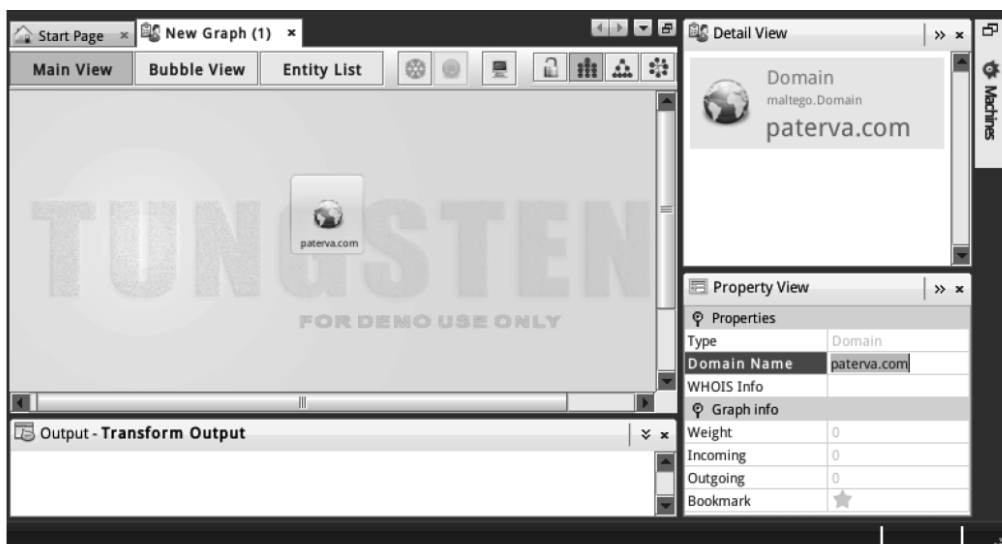 Start Page
New Graph (1)
Main View
Bubble View
Entity List
TUNGSTEN
paterva.com
FOR DEMO USE ONLY
Output - Transform Output
Detail View
Domain
maltego.Domain
paterva.com
Machines
Property View
Properties
Type Domain
Domain Name paterva.com
WHOIS Info
Graph info
Weight 0
Incoming 0
Outgoing 0
Bookmark